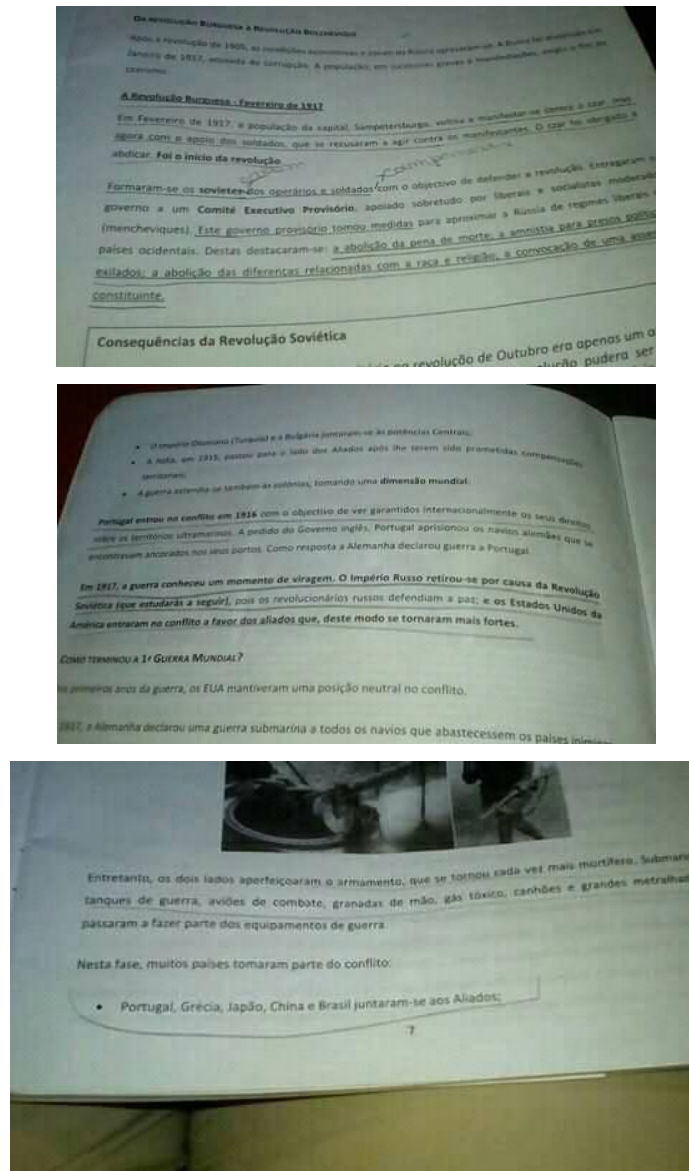 DA REVOLUÇÃO BURGUESA À REVOLUÇÃO BOLCHEVIQUE
Após a revolução de 1905, as condições económicas e sociais da Rússia agravaram-se. A Rússia foi
Janeiro de 1917, acusada de corrupção. A população, em sucessivas greves e manifestações, exigiu o fim do
czarismo.
A Revolução Burguesa - Fevereiro de 1917
Em Fevereiro de 1917, a população da capital, Sampetersburgo, voltou a manifestar-se contra o czar, mas
agora com o apoio dos soldados, que se recusaram a agir contra os manifestantes. O czar foi obrigado a
abdicar. Foi o início da revolução.
Formaram-se os sovietes dos operários e soldados com o objectivo de defender a revolução. Entregaram o
governo a um Comité Executivo Provisório, apoiado sobretudo por liberais e socialistas moderados
(mencheviques). Este governo provisório tomou medidas para aproximar a Rússia de regimes liberais
países ocidentais. Destas destacaram-se: a abolição da pena de morte; a amnistia para presos
exilados; a abolição das diferenças relacionadas com a raça e religião; a convocação de uma
constituinte.
Consequências da Revolução Soviética
na revolução de Outubro era apenas um
pudera ser
• O Império Otomano (Turquia) e a Bulgária juntaram-se às potências Centrais;
• A Itália, em 1915, passou para o lado dos Aliados após lhe terem sido prometidas compensações
territoriais;
• A guerra estendia-se também às colónias, tomando uma dimensão mundial.
Portugal entrou no conflito em 1916 com o objectivo de ver garantidos internacionalmente os seus direitos
sobre os territórios ultramarinos. A pedido do Governo inglês, Portugal aprisionou os navios alemães que se
encontravam ancorados nos seus portos. Como resposta a Alemanha declarou guerra a Portugal.
Em 1917, a guerra conheceu um momento de viragem. O Império Russo retirou-se por causa da Revolução
Soviética (que estudarás a seguir), pois os revolucionários russos defendiam a paz; e os Estados Unidos da
América entraram no conflito a favor dos aliados que, deste modo se tornaram mais fortes.
COMO TERMINOU A 1ª GUERRA MUNDIAL?
primeiros anos da guerra, os EUA mantiveram uma posição neutral no conflito.
1917, a Alemanha declarou uma guerra submarina a todos os navios que abastecessem os países
Entretanto, os dois lados aperfeiçoaram o armamento, que se tornou cada vez mais mortífero.
tanques de guerra, aviões de combate, granadas de mão, gás tóxico, canhões e grandes
passaram a fazer parte dos equipamentos de guerra.
Nesta fase, muitos países tomaram parte do conflito:
• Portugal, Grécia, Japão, China e Brasil juntaram-se aos Aliados;
7